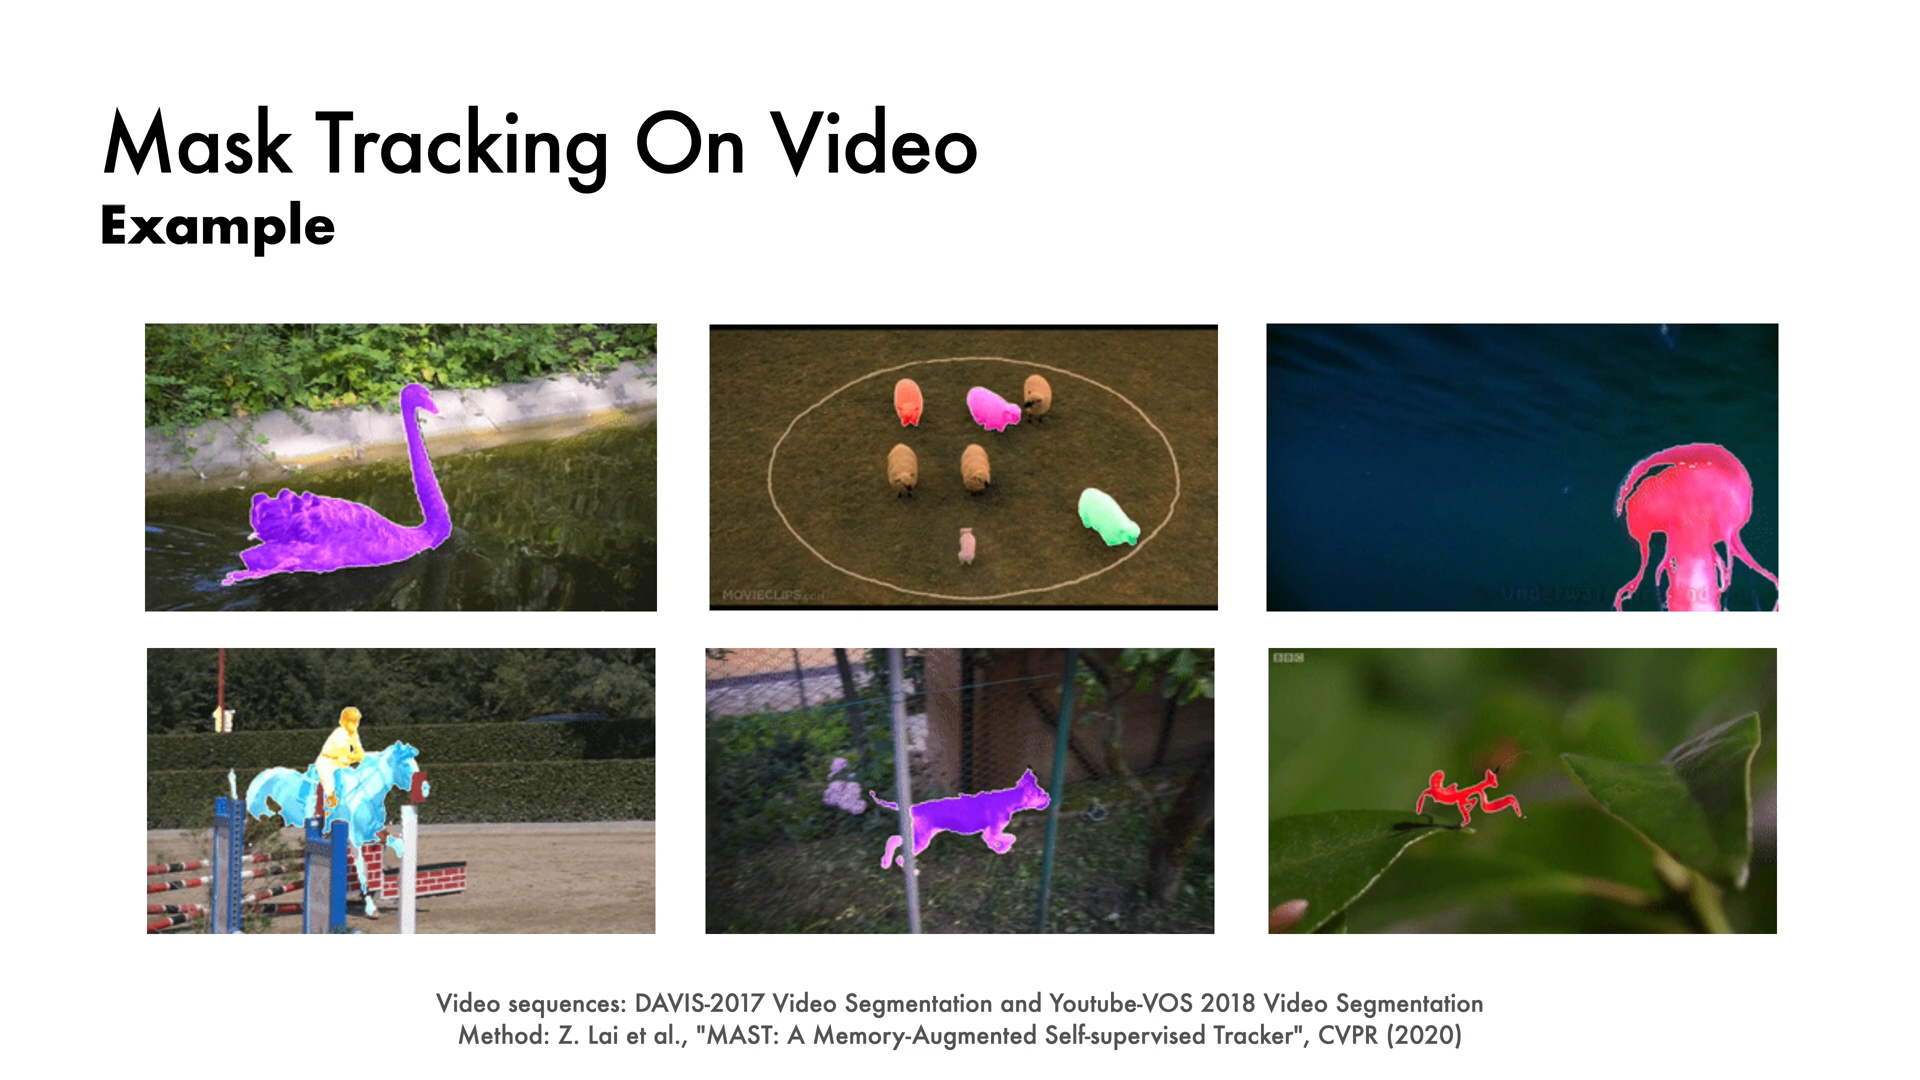 Mask Tracking On Video
Example
MOVIECLIPS.com
BBC
Video sequences: DAVIS-2017 Video Segmentation and Youtube-VOS 2018 Video Segmentation
Method: Z. Lai et al., "MAST: A Memory-Augmented Self-supervised Tracker", CVPR (2020)